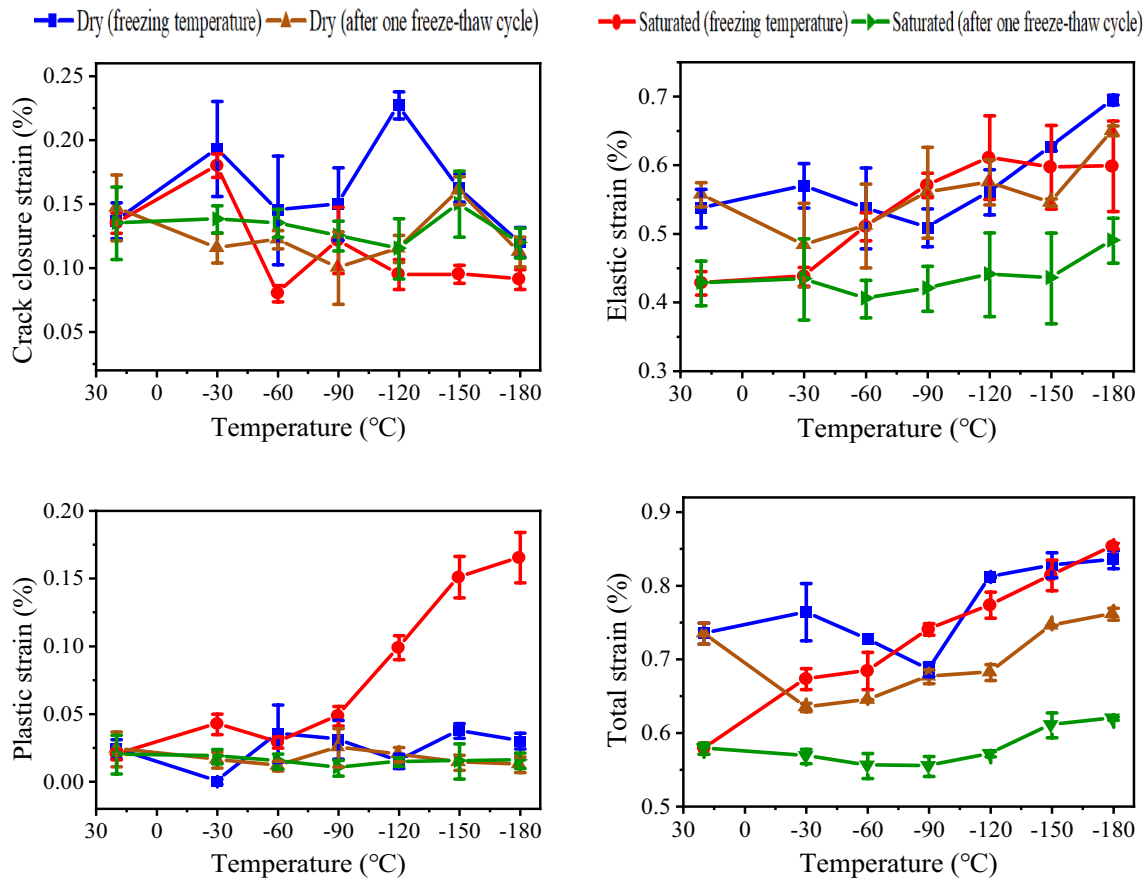 Dry (freezing temperature) Dry (after one freeze-thaw cycle) Saturated (freezing temperature) Saturated (after one freeze-thaw cycle)
Crack closure strain (%)
0.25
0.20
0.15
0.10
0.05
30 0 -30 -60 -90 -120 -150 -180
Temperature (℃)
Elastic strain (%)
0.7
0.6
0.5
0.4
0.3
30 0 -30 -60 -90 -120 -150 -180
Temperature (℃)
Plastic strain (%)
0.20
0.15
0.10
0.05
0.00
30 0 -30 -60 -90 -120 -150 -180
Temperature (℃)
Total strain (%)
0.9
0.8
0.7
0.6
0.5
30 0 -30 -60 -90 -120 -150 -180
Temperature (℃)